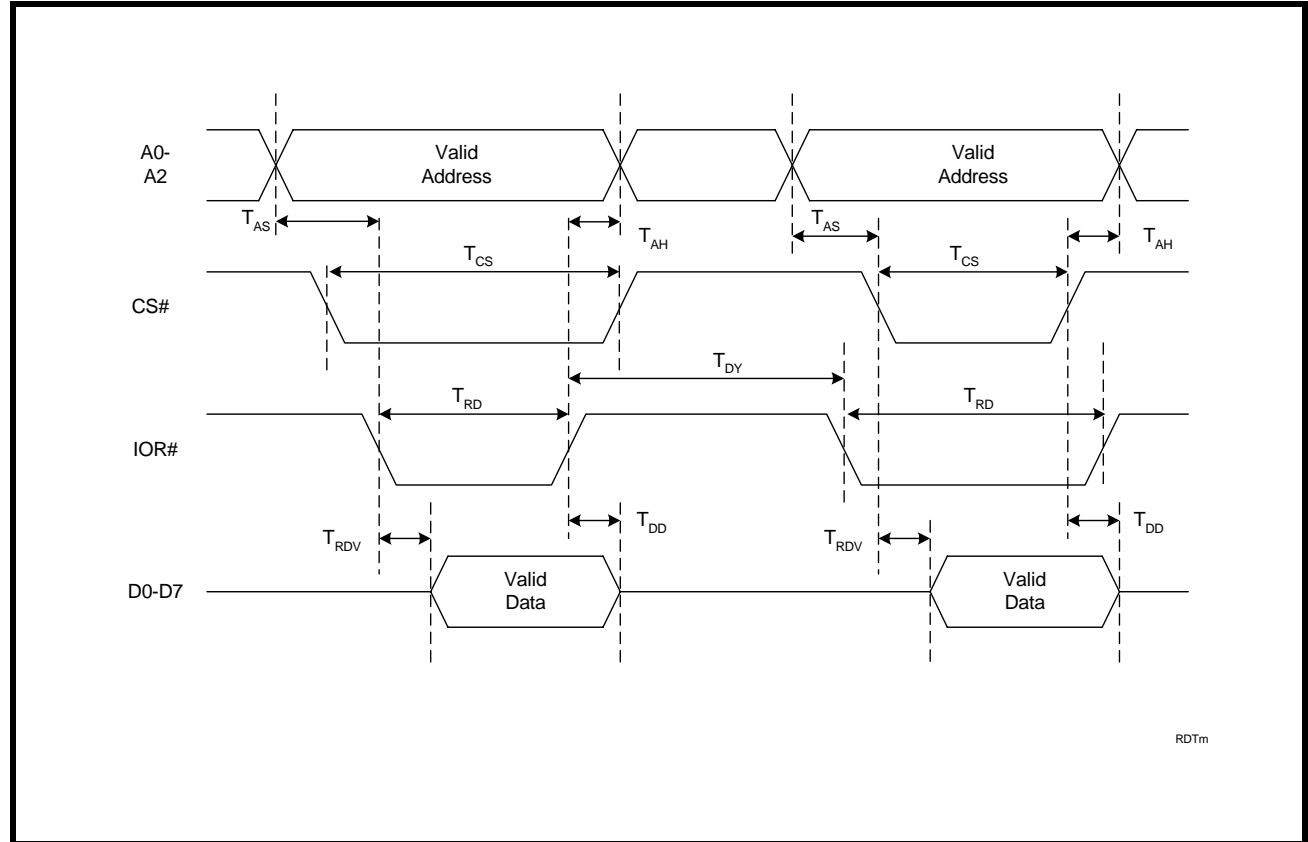 A0-
A2
Valid
Address
Valid
Address
TAS
TAH
TAS
TAH
TCS
TCS
CS#
TDY
TRD
TRD
IOR#
TRDV
TDD
TRDV
TDD
D0-D7
Valid
Data
Valid
Data
RDTm